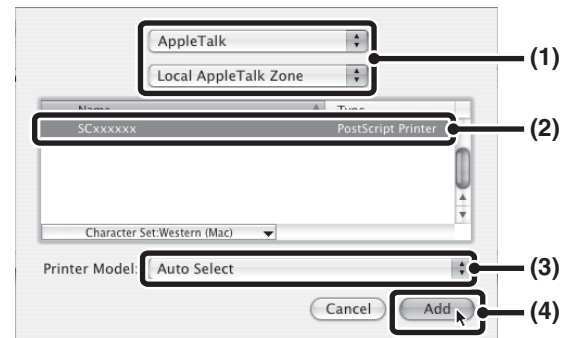 AppleTalk
(1)
Local AppleTalk Zone
Name Type
SCxxxxxx PostScript Printer
(2)
Character Set:Western (Mac)
Printer Model: Auto Select
(3)
Cancel Add
(4)